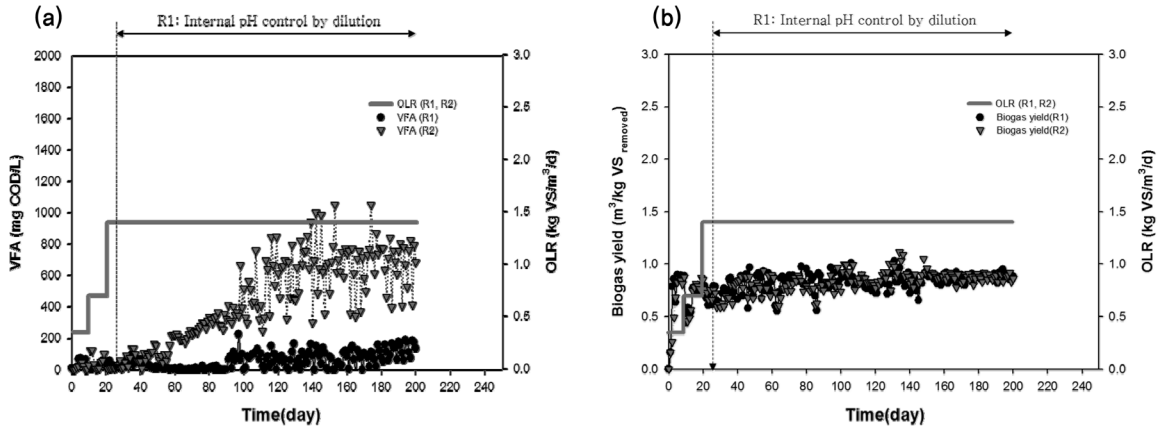 (a)
R1: Internal pH control by dilution
2000
1800
1600
1400
1200
1000
800
600
400
200
0
VFA (mg COD/L)
3.0
2.5
2.0
1.5
1.0
0.5
0.0
OLR (kg VS/m³/d)
OLR (R1, R2)
VFA (R1)
VFA (R2)
0 20 40 60 80 100 120 140 160 180 200 220 240
Time(day)
(b)
R1: Internal pH control by dilution
3.0
2.5
2.0
1.5
1.0
0.5
0.0
Biogas yield (m³/kg VS removed)
3.0
2.5
2.0
1.5
1.0
0.5
0.0
OLR (kg VS/m³/d)
OLR (R1, R2)
Biogas yield(R1)
Biogas yield(R2)
0 20 40 60 80 100 120 140 160 180 200 220 240
Time(day)